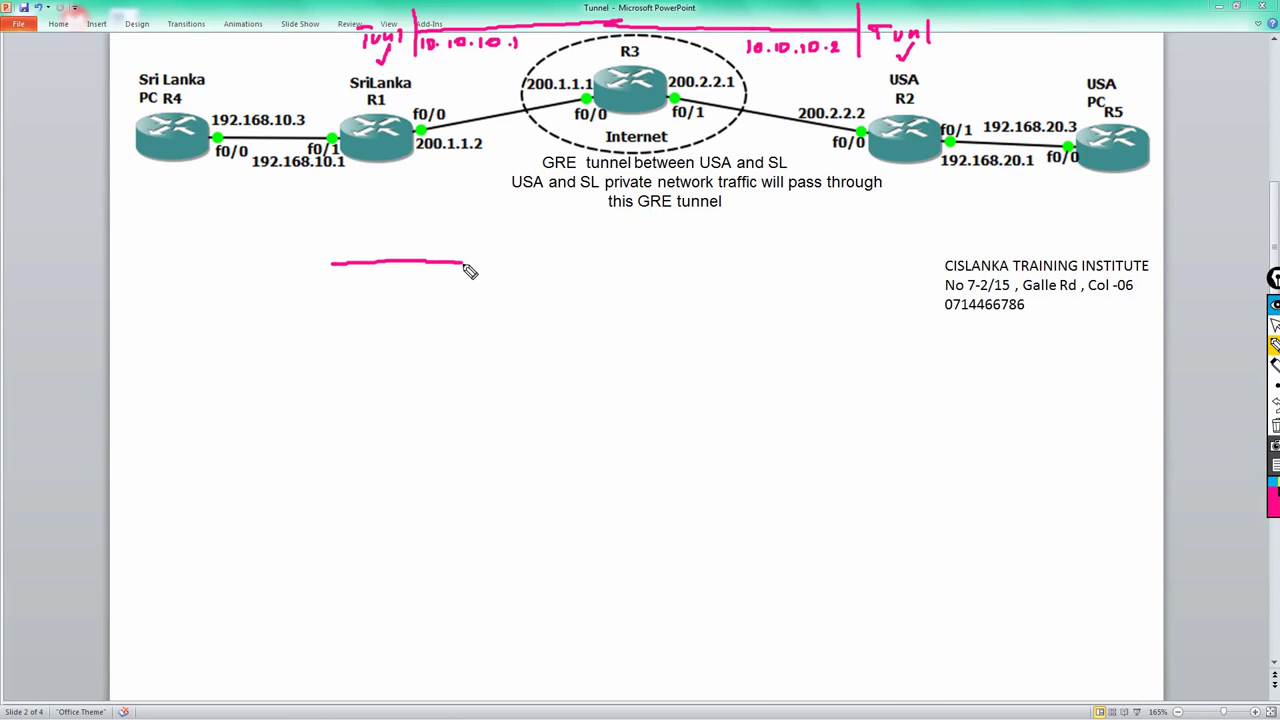 Tunnel - Microsoft PowerPoint
File Home Insert Design Transitions Animations Slide Show Review View Add-Ins
Tun1 10.10.10.1 10.10.10.2 Tun1
R3
Sri Lanka
PC R4
SriLanka
R1
200.1.1.1
200.2.2.1
USA
R2
USA
PC
R5
192.168.10.3
f0/0
f0/0
f0/1
200.2.2.2
f0/1
192.168.20.3
f0/0
f0/1
200.1.1.2
Internet
f0/0
192.168.10.1
192.168.20.1
f0/0
GRE tunnel between USA and SL
USA and SL private network traffic will pass through
this GRE tunnel
CISLANKA TRAINING INSTITUTE
No 7-2/15 , Galle Rd , Col -06
0714466786
Slide 2 of 4 "Office Theme" 165%